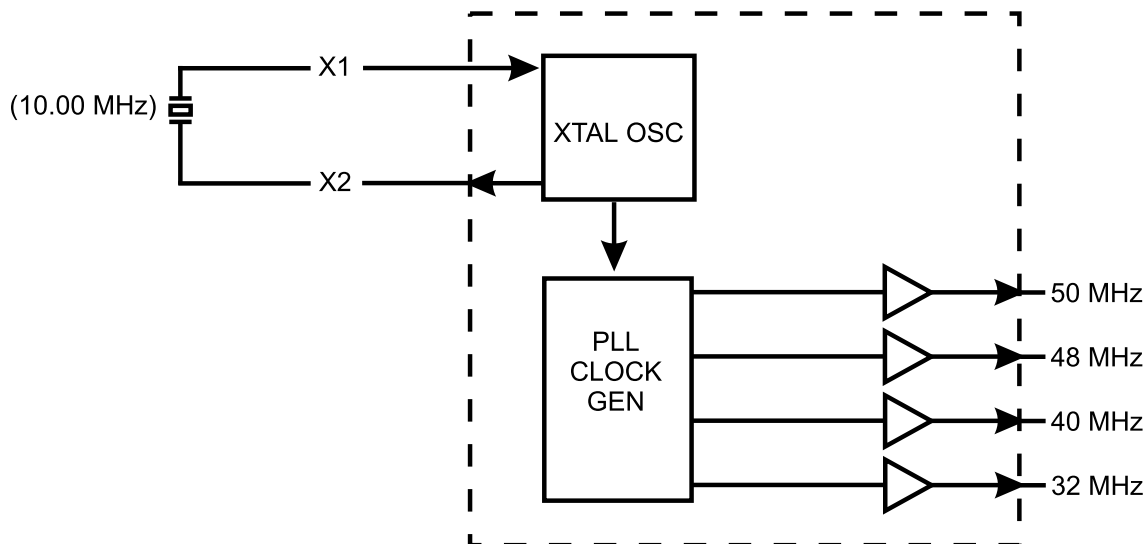 X1
(10.00 MHz)
XTAL OSC
X2
50 MHz
PLL
CLOCK
GEN
48 MHz
40 MHz
32 MHz